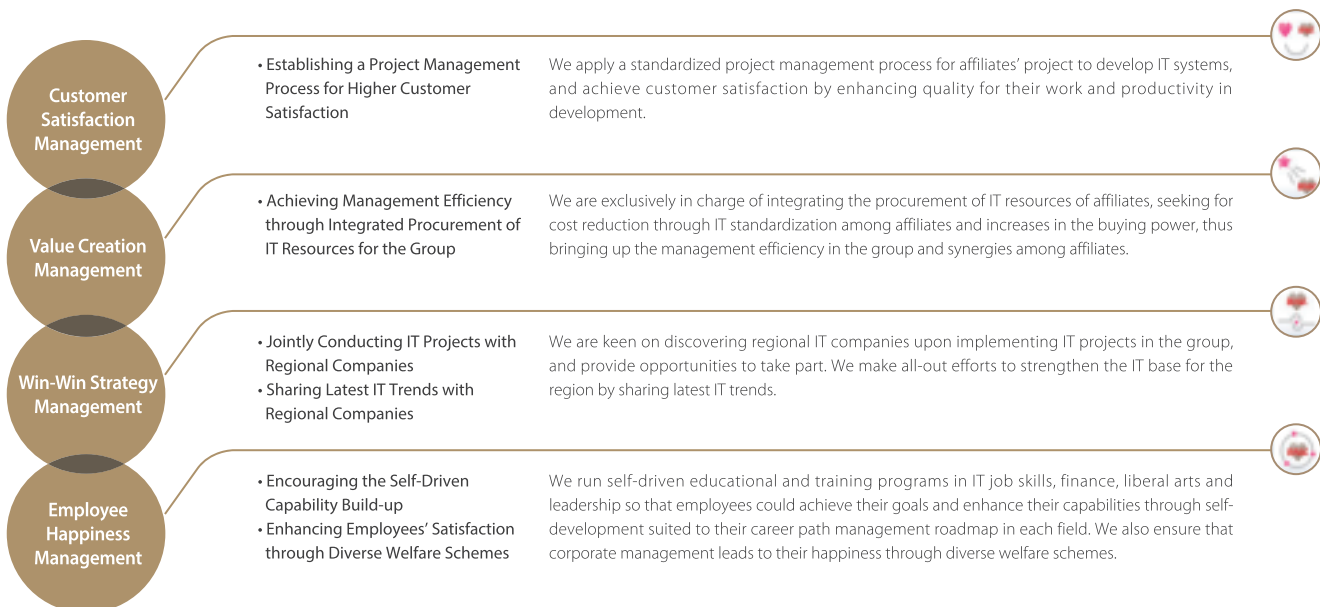 Customer
Satisfaction
Management
• Establishing a Project Management
Process for Higher Customer
Satisfaction
We apply a standardized project management process for affiliates’ project to develop IT systems,
and achieve customer satisfaction by enhancing quality for their work and productivity in
development.
Value Creation
Management
• Achieving Management Efficiency
through Integrated Procurement of
IT Resources for the Group
We are exclusively in charge of integrating the procurement of IT resources of affiliates, seeking for
cost reduction through IT standardization among affiliates and increases in the buying power, thus
bringing up the management efficiency in the group and synergies among affiliates.
Win-Win Strategy
Management
• Jointly Conducting IT Projects with
Regional Companies
• Sharing Latest IT Trends with
Regional Companies
We are keen on discovering regional IT companies upon implementing IT projects in the group,
and provide opportunities to take part. We make all-out efforts to strengthen the IT base for the
region by sharing latest IT trends.
Employee
Happiness
Management
• Encouraging the Self-Driven
Capability Build-up
• Enhancing Employees’ Satisfaction
through Diverse Welfare Schemes
We run self-driven educational and training programs in IT job skills, finance, liberal arts and
leadership so that employees could achieve their goals and enhance their capabilities through self-
development suited to their career path management roadmap in each field. We also ensure that
corporate management leads to their happiness through diverse welfare schemes.